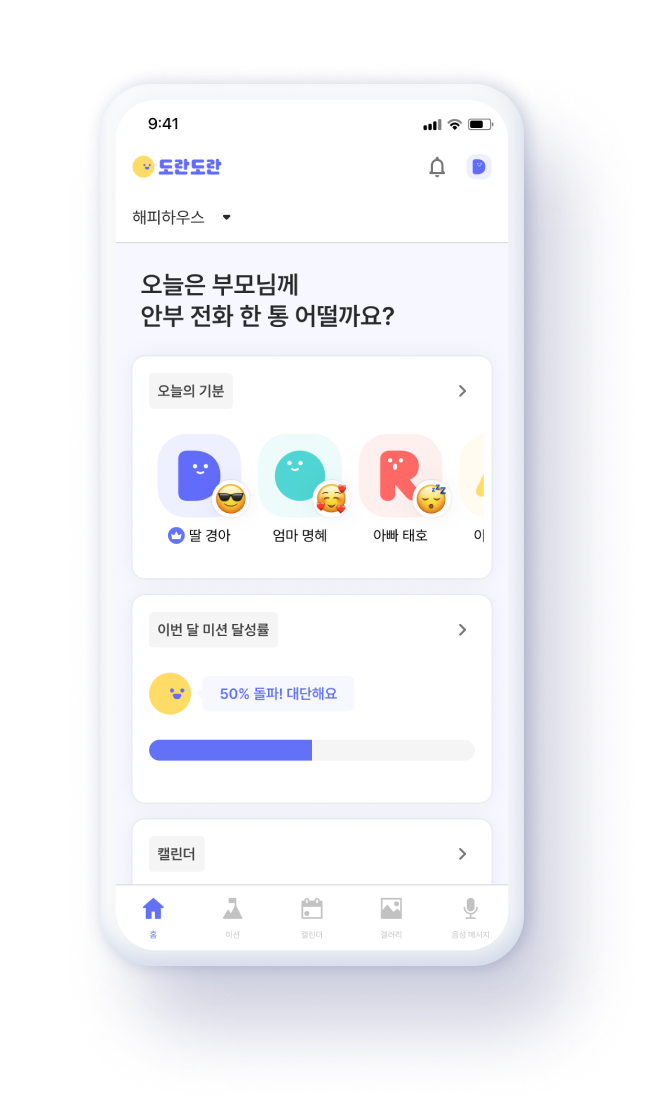 9:41
도란도란
해피하우스
오늘은 부모님께
안부 전화 한 통 어떨까요?
오늘의 기분
딸 경아
엄마 명혜
아빠 태호
이번 달 미션 달성률
50% 돌파! 대단해요
캘린더
홈
미션
캘린더
갤러리
음성 메시지